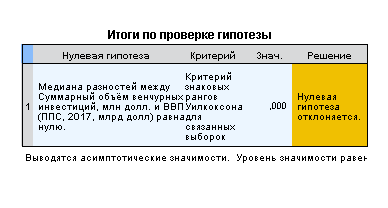 Итоги по проверке гипотезы
Нулевая гипотеза Критерий Знач. Решение
1
Медиана разностей между
Суммарный объём венчурных
инвестиций, млн долл. и ВВП
(ППС, 2017, млрд долл) равна
нулю.
Критерий
знаковых
рангов
Уилкоксона
для
связанных
выборок
,000
Нулевая
гипотеза
отклоняется.
Выводятся асимптотические значимости. Уровень значимости равен